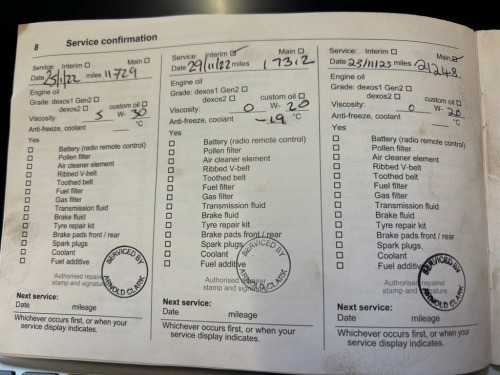 8 Service confirmation
Service: Interim □ Main □
Date 25/1/22 miles 11729
Engine oil
Grade: dexos1 Gen2 □
dexos2 □ custom oil □
Viscosity: 5 W- 30
Anti-freeze, coolant °C
Yes
□ Battery (radio remote control)
□ Pollen filter
□ Air cleaner element
□ Ribbed V-belt
□ Toothed belt
□ Fuel filter
□ Gas filter
□ Transmission fluid
□ Brake fluid
□ Tyre repair kit
□ Brake pads front / rear
□ Spark plugs
□ Coolant
□ Fuel additive
Authorised repairer
stamp and signature
SERVICED BY
ARNOLD CLARK
Next service:
Date mileage
Whichever occurs first, or when your
service display indicates.
Service: Interim ☑ Main □
Date 29/11/22 miles 17312
Engine oil
Grade: dexos1 Gen2 □
dexos2 □ custom oil □
Viscosity: 0 W- 20
Anti-freeze, coolant -19 °C
Yes
□ Battery (radio remote control)
□ Pollen filter
□ Air cleaner element
□ Ribbed V-belt
□ Toothed belt
□ Fuel filter
□ Gas filter
□ Transmission fluid
□ Brake fluid
□ Tyre repair kit
□ Brake pads front / rear
□ Spark plugs
□ Coolant
□ Fuel additive
Authorised repairer
stamp and signature
SERVICED BY
ARNOLD CLARK
Next service:
Date mileage
Whichever occurs first, or when your
service display indicates.
Service: Interim □ Main ☑
Date 23/11/23 miles 21248
Engine oil
Grade: dexos1 Gen2 □
dexos2 □ custom oil □
Viscosity: 0 W- 20
Anti-freeze, coolant °C
Yes
□ Battery (radio remote control)
□ Pollen filter
□ Air cleaner element
□ Ribbed V-belt
□ Toothed belt
□ Fuel filter
□ Gas filter
□ Transmission fluid
□ Brake fluid
□ Tyre repair kit
□ Brake pads front / rear
□ Spark plugs
□ Coolant
□ Fuel additive
Authorised repairer
stamp and signature
SERVICED BY
ARNOLD CLARK
Next service:
Date mileage
Whichever occurs first, or when your
service display indicates.